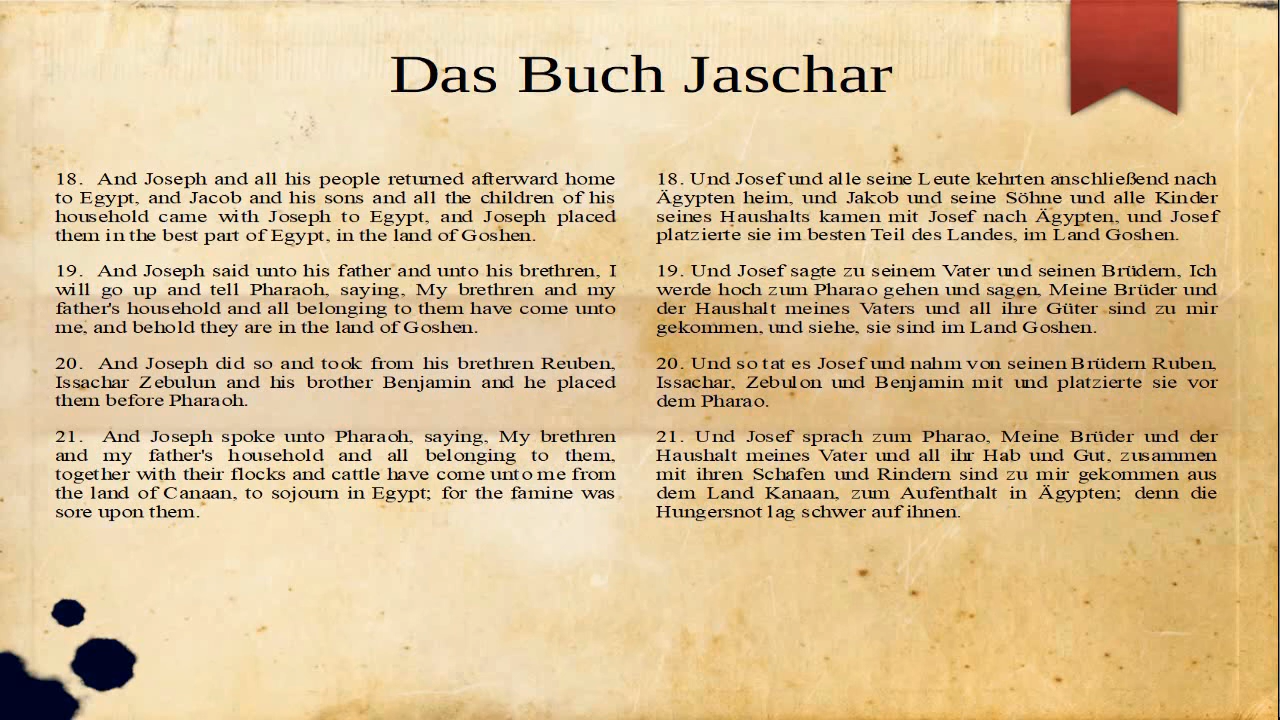 Das Buch Jaschar
18. And Joseph and all his people returned afterward home
to Egypt, and Jacob and his sons and all the children of his
household came with Joseph to Egypt, and Joseph placed
them in the best part of Egypt, in the land of Goshen.
19. And Joseph said unto his father and unto his brethren, I
will go up and tell Pharaoh, saying, My brethren and my
father's household and all belonging to them have come unto
me, and behold they are in the land of Goshen.
20. And Joseph did so and took from his brethren Reuben,
Issachar Zebulun and his brother Benjamin and he placed
them before Pharaoh.
21. And Joseph spoke unto Pharaoh, saying, My brethren
and my father's household and all belonging to them,
together with their flocks and cattle have come unto me from
the land of Canaan, to sojourn in Egypt; for the famine was
sore upon them.
18. Und Josef und alle seine Leute kehrten anschließend nach
Ägypten heim, und Jakob und seine Söhne und alle Kinder
seines Haushalts kamen mit Josef nach Ägypten, und Josef
platzierte sie im besten Teil des Landes, im Land Goshen.
19. Und Josef sagte zu seinem Vater und seinen Brüdern, Ich
werde hoch zum Pharao gehen und sagen, Meine Brüder und
der Haushalt meines Vaters und all ihre Güter sind zu mir
gekommen, und siehe, sie sind im Land Goshen.
20. Und so tat es Josef und nahm von seinen Brüdern Ruben,
Issachar, Zebulon und Benjamin mit und platzierte sie vor
dem Pharao.
21. Und Josef sprach zum Pharao, Meine Brüder und der
Haushalt meines Vater und all ihr Hab und Gut, zusammen
mit ihren Schafen und Rindern sind zu mir gekommen aus
dem Land Kanaan, zum Aufenthalt in Ägypten; denn die
Hungersnot lag schwer auf ihnen.